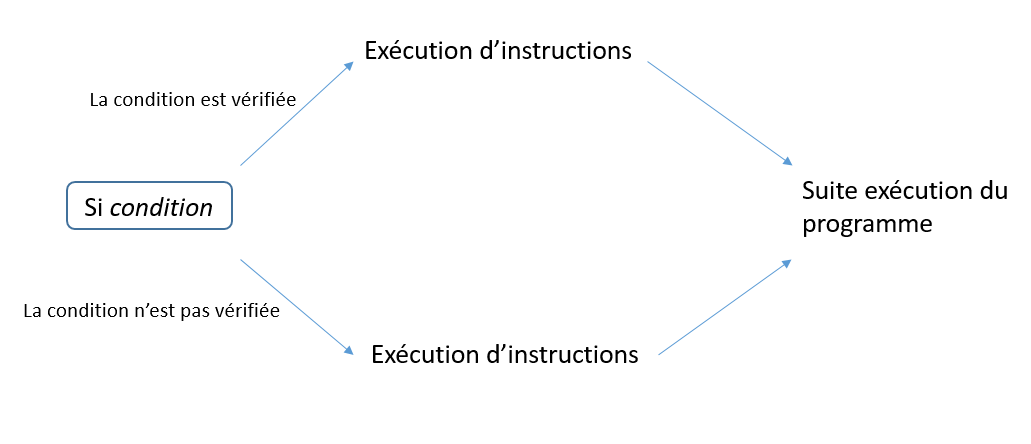 Exécution d’instructions
La condition est vérifiée
Si condition
Suite exécution du
programme
La condition n’est pas vérifiée
Exécution d’instructions